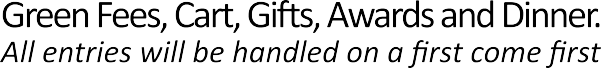 Green Fees, Cart, Gifts, Awards and Dinner.
All entries will be handled on a first come first